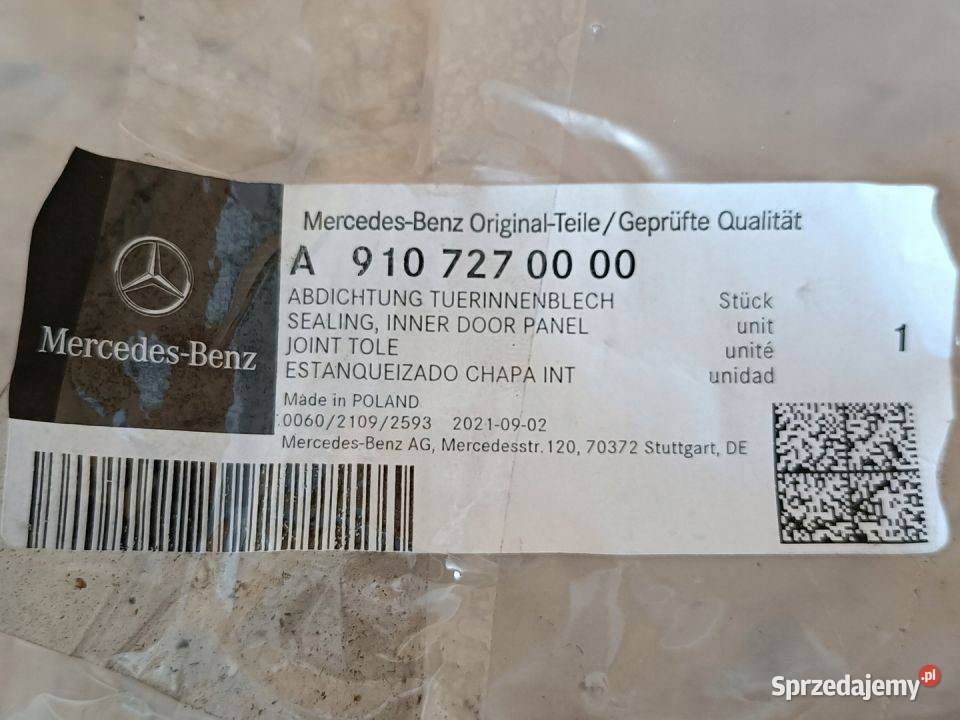 Mercedes-Benz
Mercedes-Benz Original-Teile/Geprüfte Qualität
A 910 727 00 00
ABDICHTUNG TUERINNENBLECH Stück
SEALING, INNER DOOR PANEL unit
JOINT TOLE unité
ESTANQUEIZADO CHAPA INT unidad
1
Made in POLAND
0060/2109/2593 2021-09-02
Mercedes-Benz AG, Mercedesstr.120, 70372 Stuttgart, DE
Sprzedajemy.pl